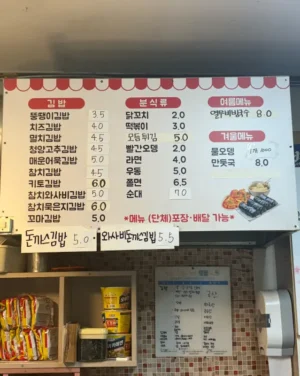 김 밥
뚱땡이김밥 3.5
치즈김밥 4.0
멸치김밥 4.5
청양고추김밥 4.5
매운어묵김밥 5.0
참치김밥 4.5
키토김밥 6.0
참치와사비김밥 5.0
참치묵은지김밥 6.0
꼬마김밥 5.0
돈까스김밥 5.0
와사비돈까스김밥 5.5
분 식 류
닭꼬치 2.0
떡볶이 3.0
모듬튀김 5.0
빨간오뎅 2.0
라면 4.0
우동 5.0
쫄면 6.5
순대 7.0
여름메뉴
8.0
겨울메뉴
물오뎅
만둣국 8.0
*메뉴 (단체)포장·배달 가능*